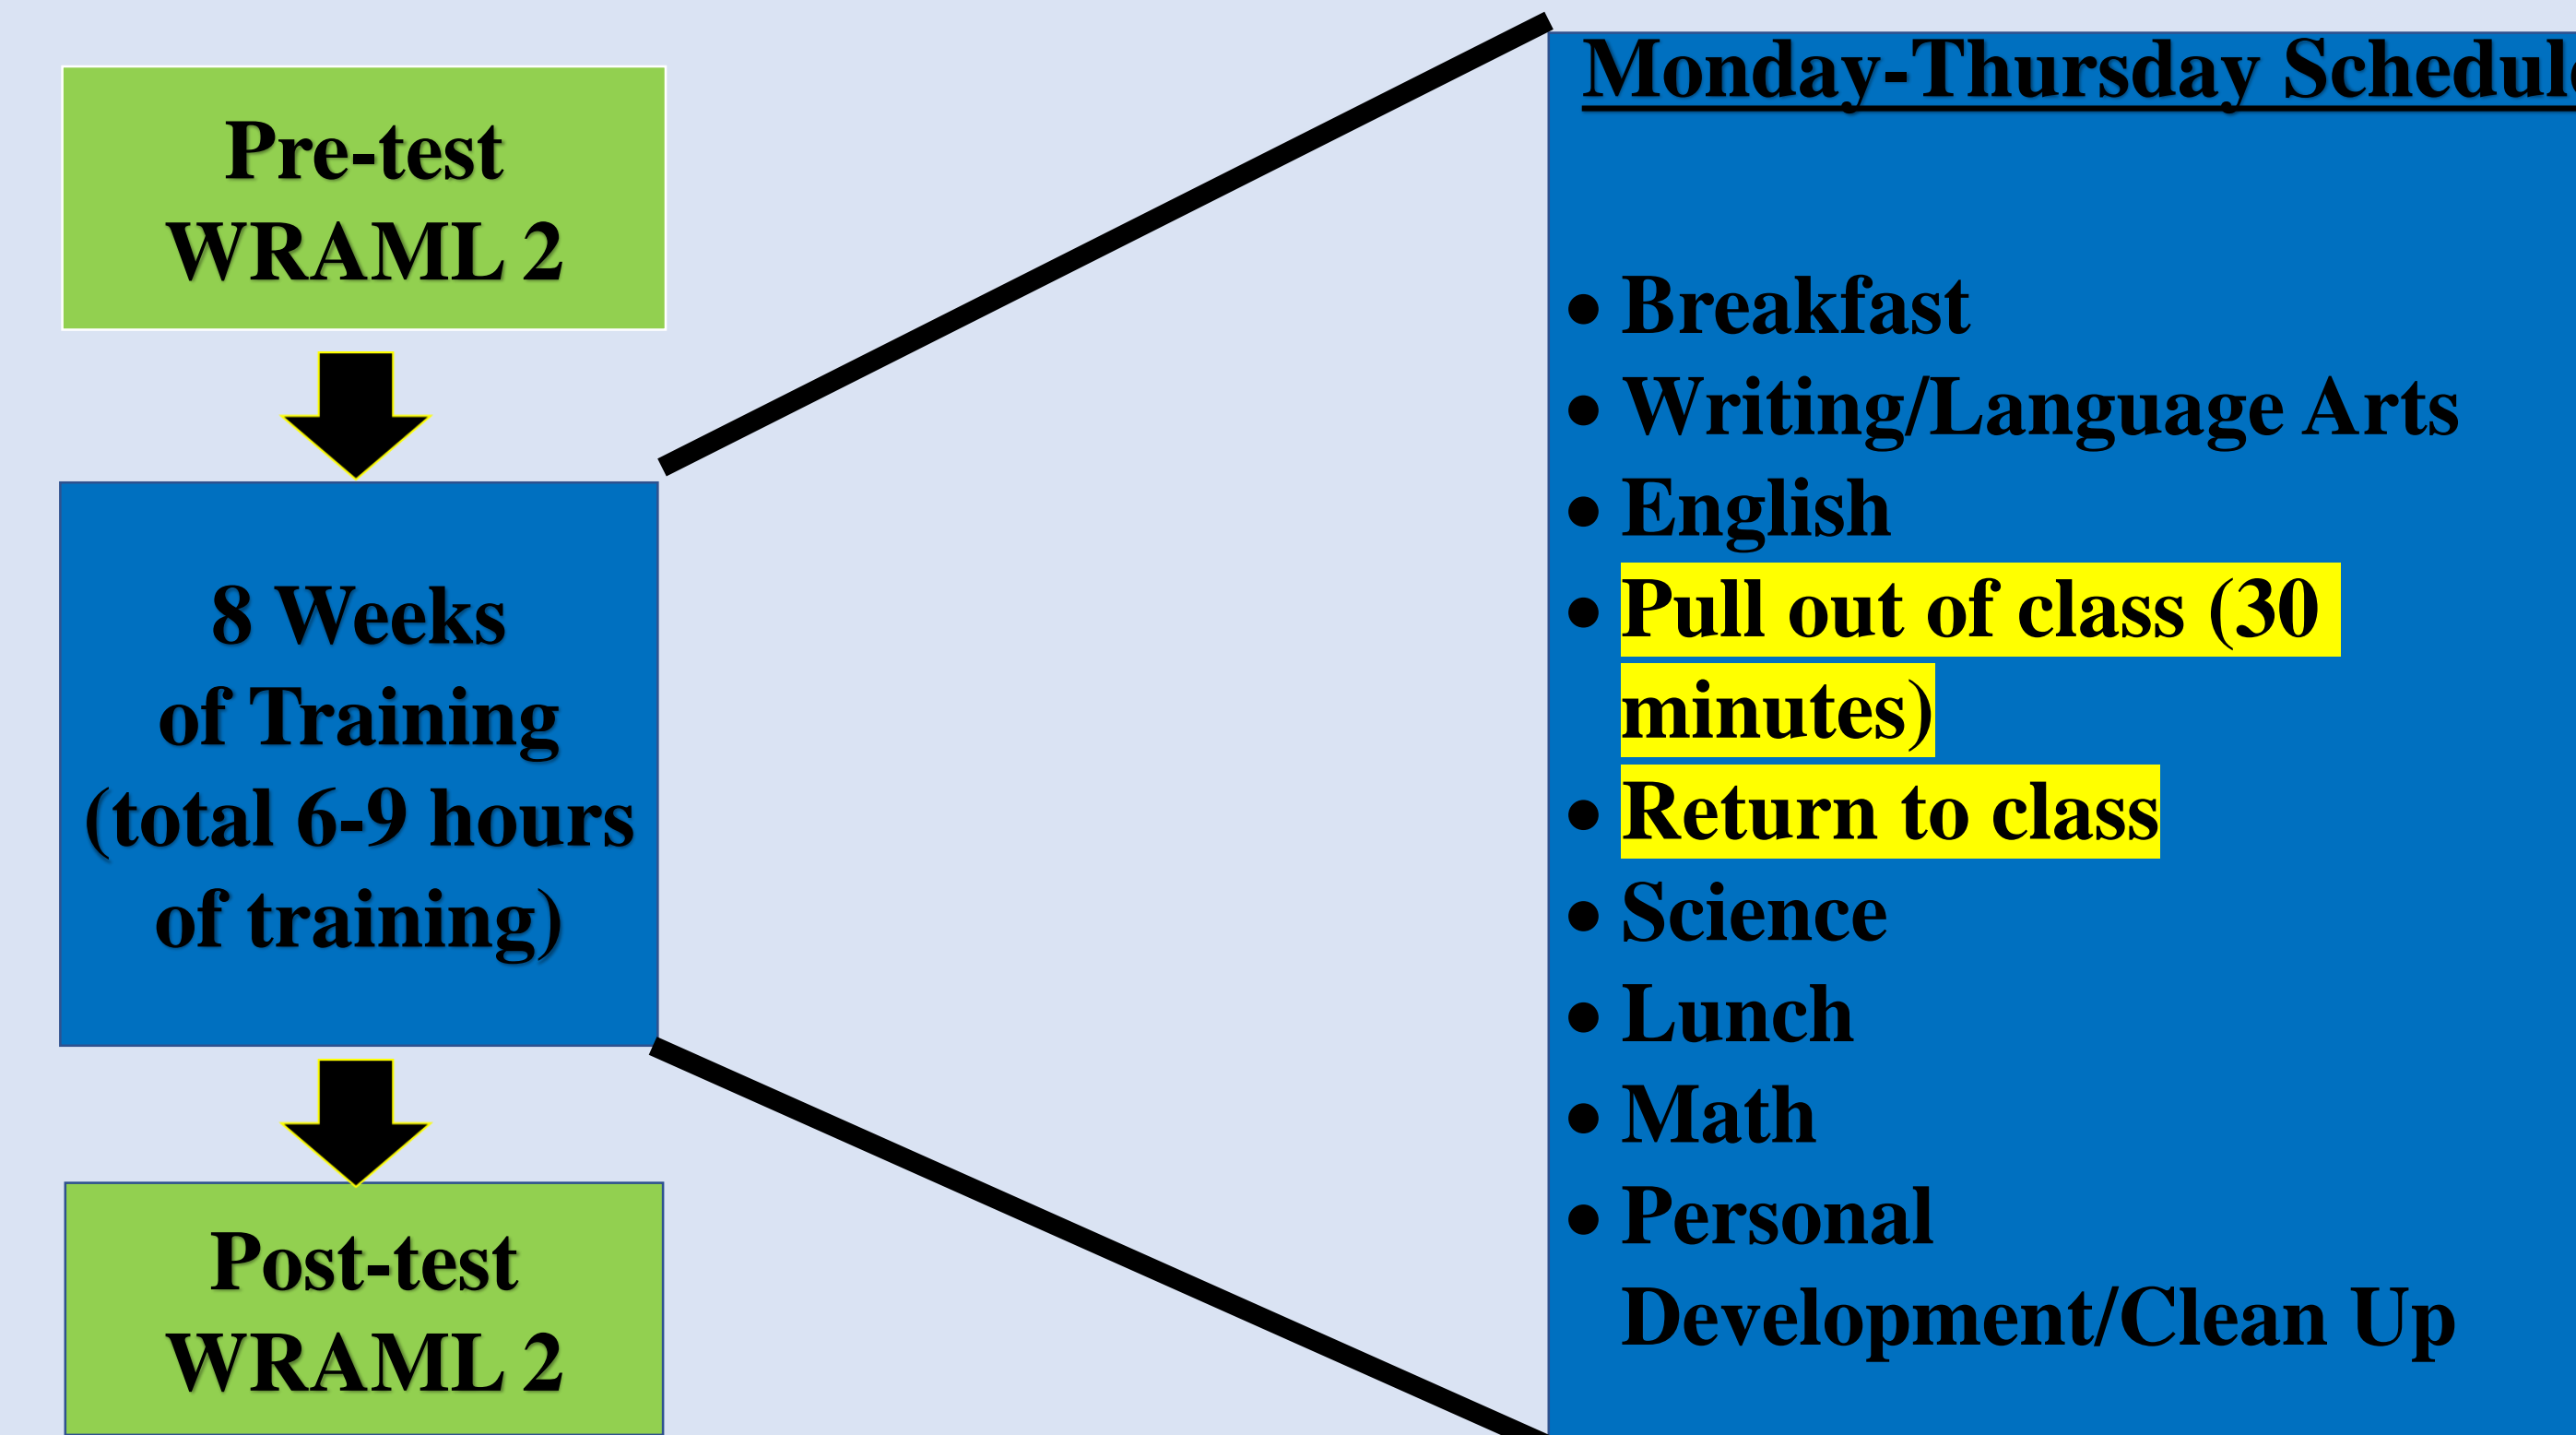 Pre-test
WRAML 2
8 Weeks
of Training
(total 6-9 hours
of training)
Post-test
WRAML 2
Monday-Thursday Schedule
• Breakfast
• Writing/Language Arts
• English
• Pull out of class (30
minutes)
• Return to class
• Science
• Lunch
• Math
• Personal
Development/Clean Up